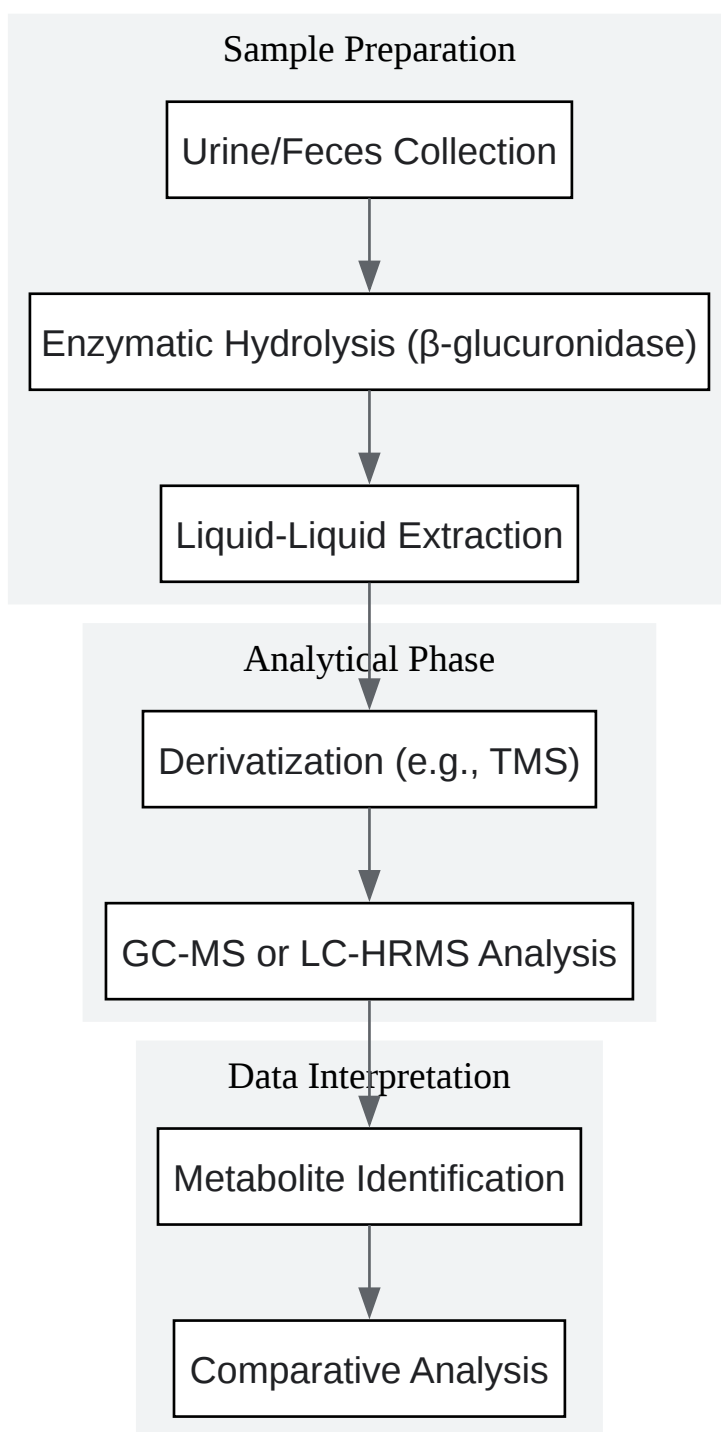 Sample Preparation
Urine/Feces Collection
Enzymatic Hydrolysis (β-glucuronidase)
Liquid-Liquid Extraction
Analytical Phase
Derivatization (e.g., TMS)
GC-MS or LC-HRMS Analysis
Data Interpretation
Metabolite Identification
Comparative Analysis